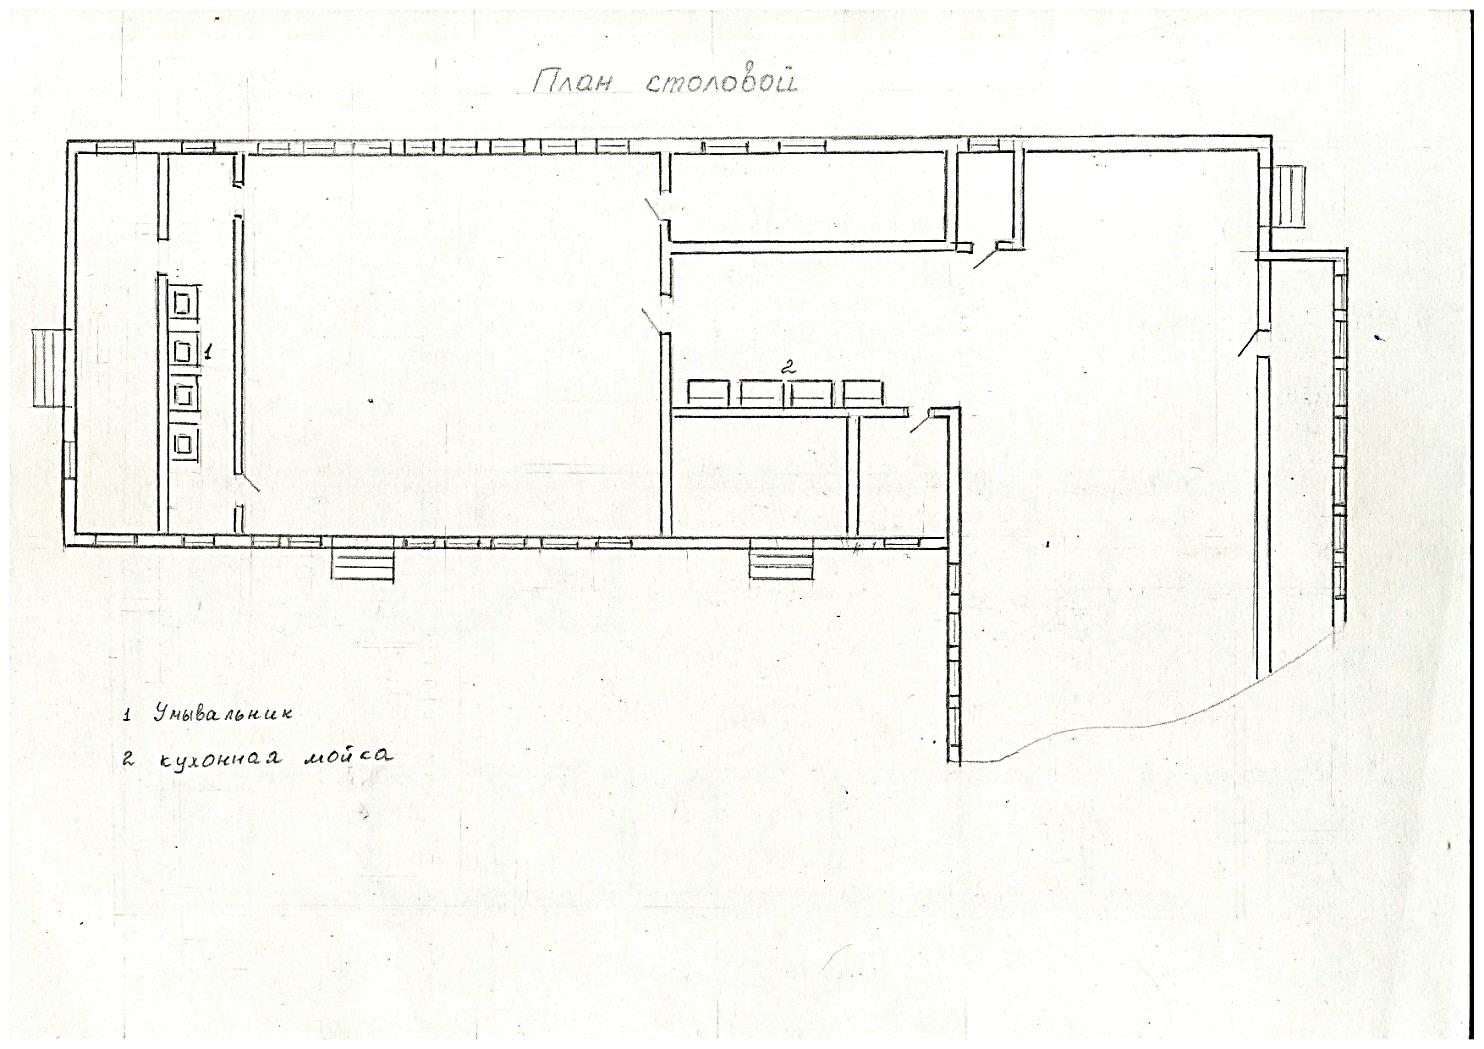 План столовой
1
2
1 Умывальник
2 кухонная мойка